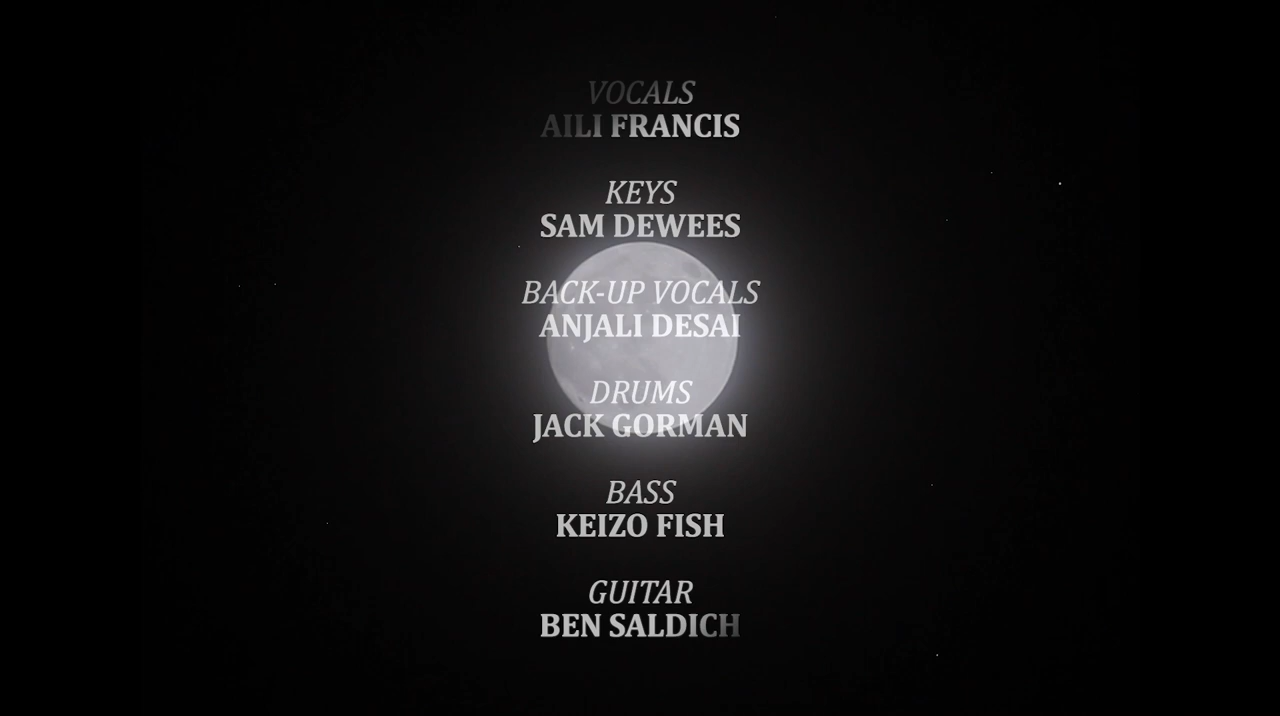 VOCALS
AILI FRANCIS
KEYS
SAM DEWEES
BACK-UP VOCALS
ANJALI DESAI
DRUMS
JACK GORMAN
BASS
KEIZO FISH
GUITAR
BEN SALDICH